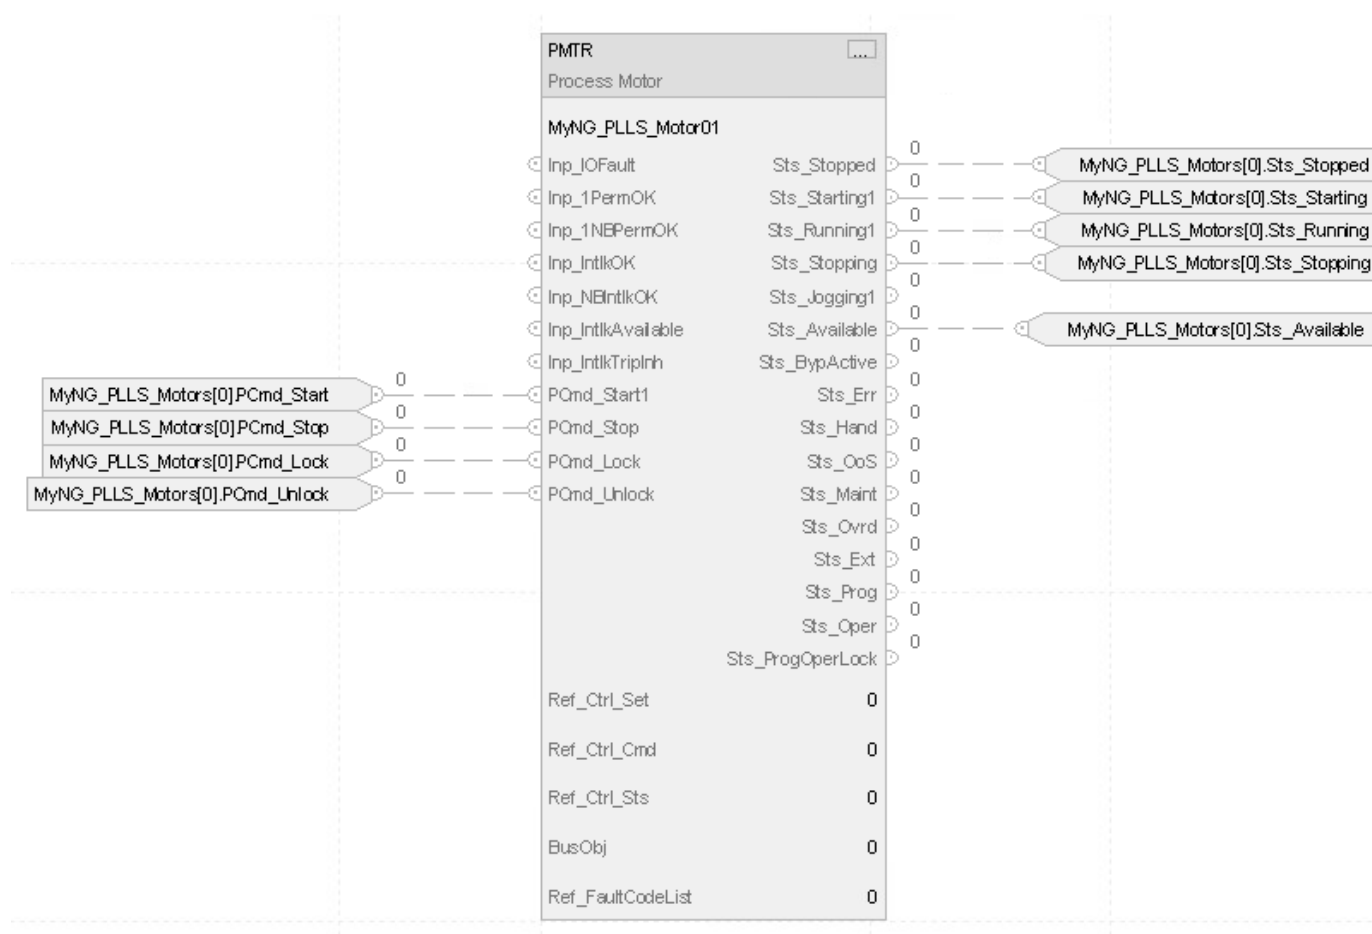 PMTR ...
Process Motor
MyNG_PLLS_Motor01
0
Inp_IOFault Sts_Stopped MyNG_PLLS_Motors[0].Sts_Stopped
0
Inp_1PermOK Sts_Starting1 MyNG_PLLS_Motors[0].Sts_Starting
0
Inp_1NBPermOK Sts_Running1 MyNG_PLLS_Motors[0].Sts_Running
0
Inp_IntlkOK Sts_Stopping MyNG_PLLS_Motors[0].Sts_Stopping
0
Inp_NBIntlkOK Sts_Jogging1
0
Inp_IntlkAvailable Sts_Available MyNG_PLLS_Motors[0].Sts_Available
0
Inp_IntlkTripInh Sts_BypActive
0 0
MyNG_PLLS_Motors[0].PCmd_Start PCmd_Start1 Sts_Err
0 0
MyNG_PLLS_Motors[0].PCmd_Stop PCmd_Stop Sts_Hand
0 0
MyNG_PLLS_Motors[0].PCmd_Lock PCmd_Lock Sts_OoS
0 0
MyNG_PLLS_Motors[0].PCmd_Unlock PCmd_Unlock Sts_Maint
0
Sts_Ovrd
0
Sts_Ext
0
Sts_Prog
0
Sts_Oper
0
Sts_ProgOperLock
Ref_Ctrl_Set 0
Ref_Ctrl_Cmd 0
Ref_Ctrl_Sts 0
BusObj 0
Ref_FaultCodeList 0